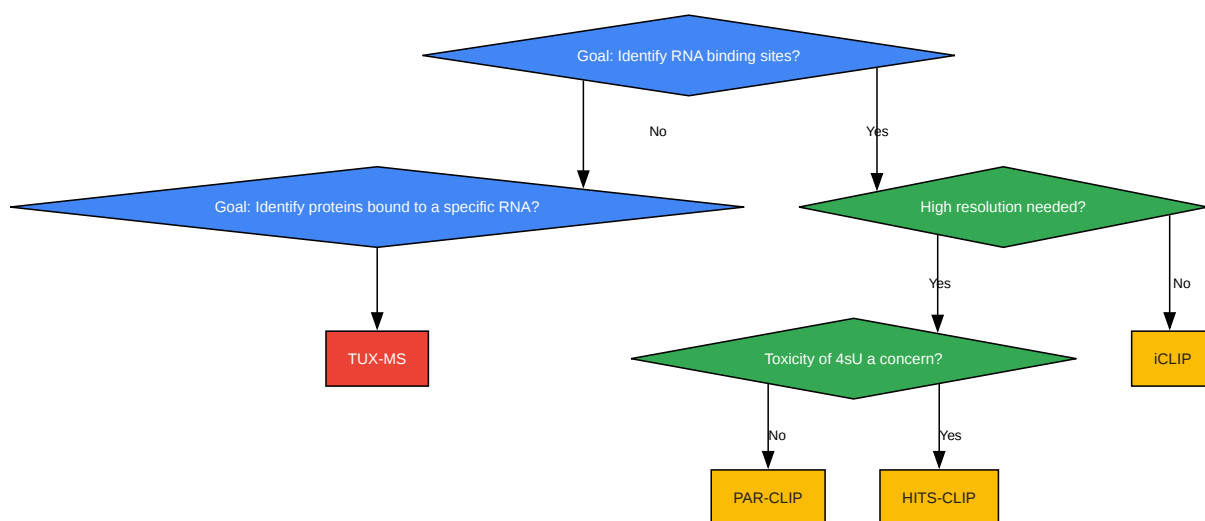 Goal: Identify RNA binding sites?
No
Yes
Goal: Identify proteins bound to a specific RNA?
High resolution needed?
Yes
No
TUX-MS
Toxicity of 4sU a concern?
iCLIP
No
Yes
PAR-CLIP
HITS-CLIP